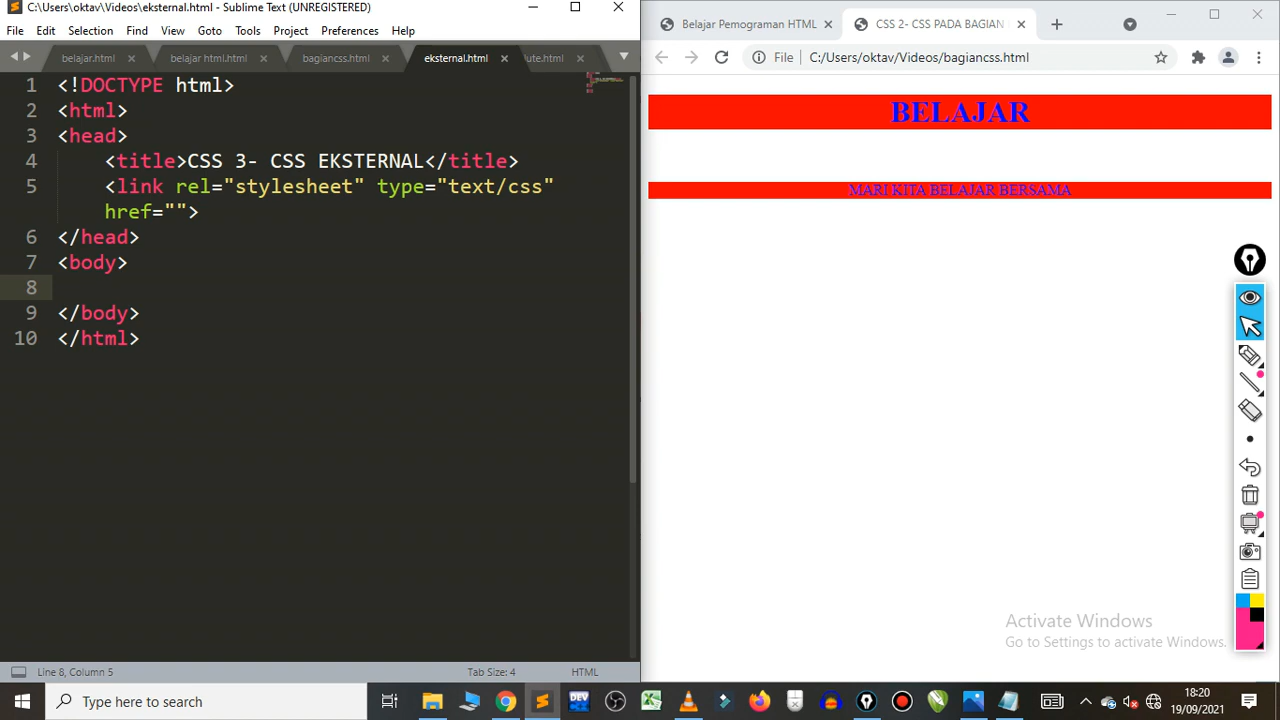 C:\Users\oktav\Videos\eksternal.html - Sublime Text (UNREGISTERED)
File Edit Selection Find View Goto Tools Project Preferences Help
belajar.html belajar html.html bagiancss.html eksternal.html ute.html
1 <!DOCTYPE html>
2 <html>
3 <head>
4 <title>CSS 3- CSS EKSTERNAL</title>
5 <link rel="stylesheet" type="text/css"
href="">
6 </head>
7 <body>
8
9 </body>
10 </html>
Line 8, Column 5 Tab Size: 4 HTML
Belajar Pemograman HTML CSS 2- CSS PADA BAGIAN
File C:/Users/oktav/Videos/bagiancss.html
BELAJAR
MARI KITA BELAJAR BERSAMA
Activate Windows
Go to Settings to activate Windows.
Type here to search
DEV
18:20
19/09/2021